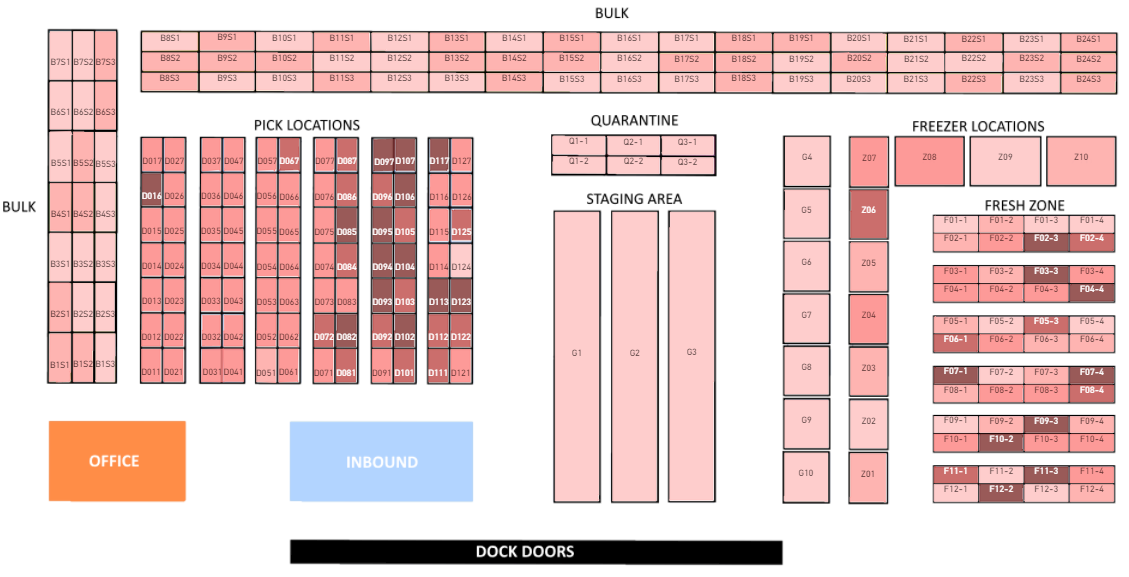 BULK
B8S1 B9S1 B10S1 B11S1 B12S1 B13S1 B14S1 B15S1 B16S1 B17S1 B18S1 B19S1 B20S1 B21S1 B22S1 B23S1 B24S1
B8S2 B9S2 B10S2 B11S2 B12S2 B13S2 B14S2 B15S2 B16S2 B17S2 B18S2 B19S2 B20S2 B21S2 B22S2 B23S2 B24S2
B8S3 B9S3 B10S3 B11S3 B12S3 B13S3 B14S3 B15S3 B16S3 B17S3 B18S3 B19S3 B20S3 B21S3 B22S3 B23S3 B24S3
BULK
B7S1 B7S2 B7S3
B6S1 B6S2 B6S3
B5S1 B5S2 B5S3
B4S1 B4S2 B4S3
B3S1 B3S2 B3S3
B2S1 B2S2 B2S3
B1S1 B1S2 B1S3
PICK LOCATIONS
D017 D027 D037 D047 D057 D067 D077 D087 D097 D107 D117 D127
D016 D026 D036 D046 D056 D066 D076 D086 D096 D106 D116 D126
D015 D025 D035 D045 D055 D065 D075 D085 D095 D105 D115 D125
D014 D024 D034 D044 D054 D064 D074 D084 D094 D104 D114 D124
D013 D023 D033 D043 D053 D063 D073 D083 D093 D103 D113 D123
D012 D022 D032 D042 D052 D062 D072 D082 D092 D102 D112 D122
D011 D021 D031 D041 D051 D061 D071 D081 D091 D101 D111 D121
QUARANTINE
Q1-1 Q2-1 Q3-1
Q1-2 Q2-2 Q3-2
STAGING AREA
G1 G2 G3
G4
G5
G6
G7
G8
G9
G10
FREEZER LOCATIONS
Z07 Z08 Z09 Z10
Z06
Z05
Z04
Z03
Z02
Z01
FRESH ZONE
F01-1 F01-2 F01-3 F01-4
F02-1 F02-2 F02-3 F02-4
F03-1 F03-2 F03-3 F03-4
F04-1 F04-2 F04-3 F04-4
F05-1 F05-2 F05-3 F05-4
F06-1 F06-2 F06-3 F06-4
F07-1 F07-2 F07-3 F07-4
F08-1 F08-2 F08-3 F08-4
F09-1 F09-2 F09-3 F09-4
F10-1 F10-2 F10-3 F10-4
F11-1 F11-2 F11-3 F11-4
F12-1 F12-2 F12-3 F12-4
OFFICE
INBOUND
DOCK DOORS